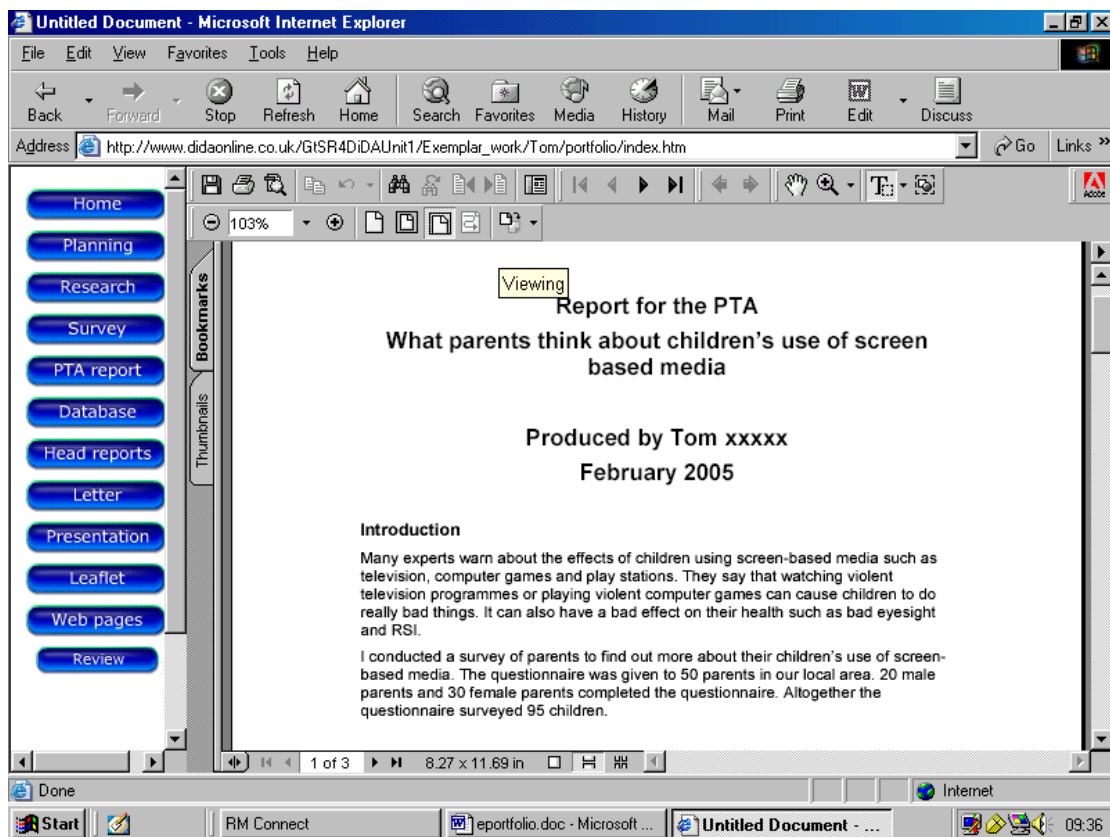 Untitled Document - Microsoft Internet Explorer
File Edit View Favorites Tools Help
Back Forward Stop Refresh Home Search Favorites Media History Mail Print Edit Discuss
Address http://www.didaonline.co.uk/GtSR4DiDAUnit1/Exemplar_work/Tom/portfolio/index.htm Go Links »
Home
Planning
Research
Survey
PTA report
Database
Head reports
Letter
Presentation
Leaflet
Web pages
Review
Adobe
103%
Bookmarks
Thumbnails
Viewing
Report for the PTA
What parents think about children's use of screen
based media
Produced by Tom xxxxx
February 2005
Introduction
Many experts warn about the effects of children using screen-based media such as
television, computer games and play stations. They say that watching violent
television programmes or playing violent computer games can cause children to do
really bad things. It can also have a bad effect on their health such as bad eyesight
and RSI.
I conducted a survey of parents to find out more about their children's use of screen-
based media. The questionnaire was given to 50 parents in our local area. 20 male
parents and 30 female parents completed the questionnaire. Altogether the
questionnaire surveyed 95 children.
1 of 3 8.27 x 11.69 in
Done Internet
Start RM Connect eportfolio.doc - Microsoft ... Untitled Document - ... 09:36